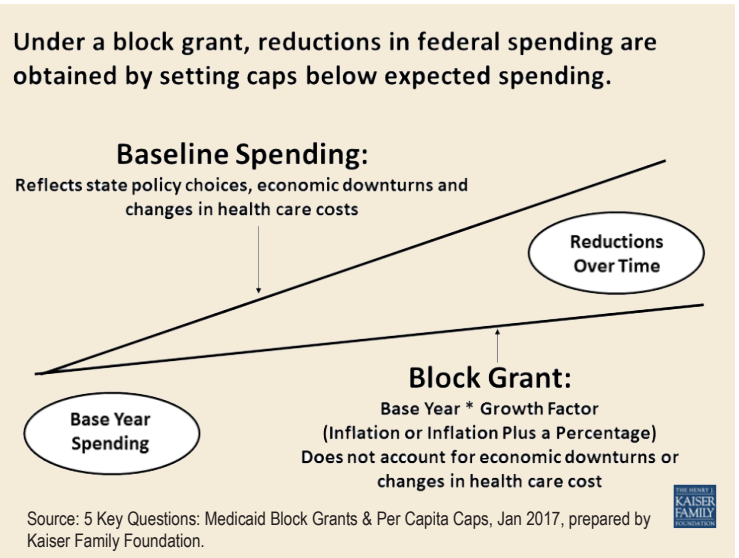 Under a block grant, reductions in federal spending are
obtained by setting caps below expected spending.
Baseline Spending:
Reflects state policy choices, economic downturns and
changes in health care costs
Reductions
Over Time
Base Year
Spending
Block Grant:
Base Year * Growth Factor
(Inflation or Inflation Plus a Percentage)
Does not account for economic downturns or
changes in health care cost
Source: 5 Key Questions: Medicaid Block Grants & Per Capita Caps, Jan 2017, prepared by
Kaiser Family Foundation.
THE HENRY J.
KAISER
FAMILY
FOUNDATION